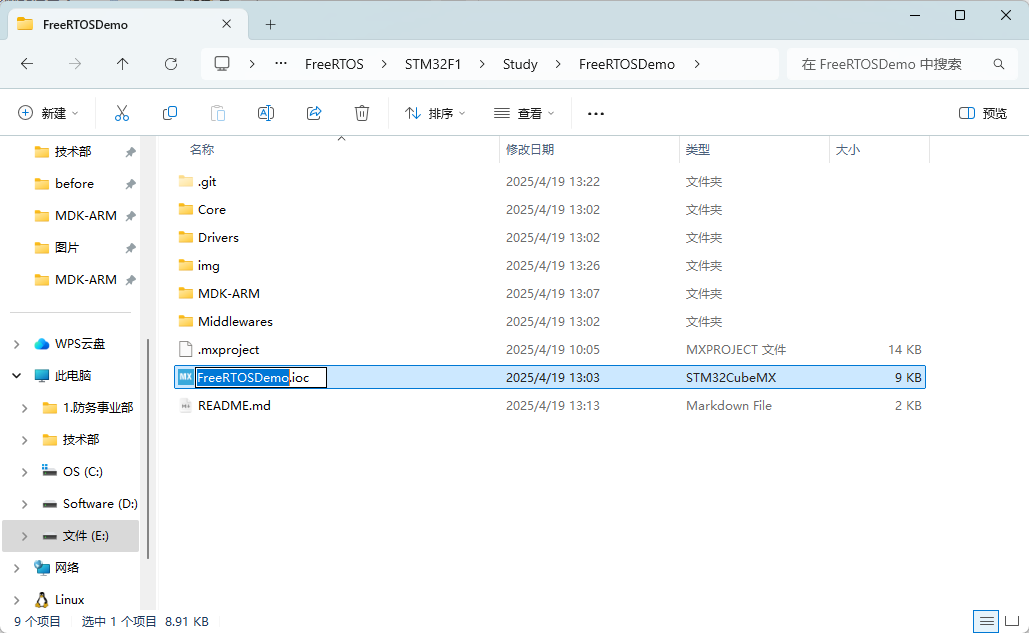 FreeRTOSDemo
FreeRTOS STM32F1 Study FreeRTOSDemo 在 FreeRTOSDemo 中搜索
新建 排序 查看 预览
名称 修改日期 类型 大小
技术部
before
MDK-ARM
图片
MDK-ARM
WPS云盘
此电脑
1.防务事业部
技术部
OS (C:)
Software (D:)
文件 (E:)
网络
Linux
.git 2025/4/19 13:22 文件夹
Core 2025/4/19 13:02 文件夹
Drivers 2025/4/19 13:02 文件夹
img 2025/4/19 13:26 文件夹
MDK-ARM 2025/4/19 13:07 文件夹
Middlewares 2025/4/19 13:02 文件夹
.mxproject 2025/4/19 10:05 MXPROJECT 文件 14 KB
MX FreeRTOSDemo.ioc 2025/4/19 13:03 STM32CubeMX 9 KB
README.md 2025/4/19 13:13 Markdown File 2 KB
9 个项目 选中 1 个项目 8.91 KB